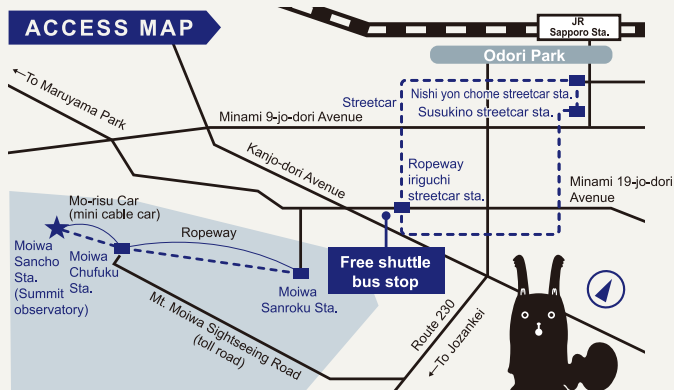 ACCESS MAP
JR
Sapporo Sta.
Odori Park
←To Maruyama Park
Streetcar
Nishi yon chome streetcar sta.
Susukino streetcar sta.
Minami 9-jo-dori Avenue
Kanjo-dori Avenue
Ropeway
iriguchi
streetcar sta.
Minami 19-jo-dori
Avenue
Mo-risu Car
(mini cable car)
Ropeway
Moiwa
Sancho
Sta.
(Summit
observatory)
Moiwa
Chufuku
Sta.
Moiwa
Sanroku Sta.
Free shuttle
bus stop
Mt. Moiwa Sightseeing Road
(toll road)
Route 230
←To Jozankei